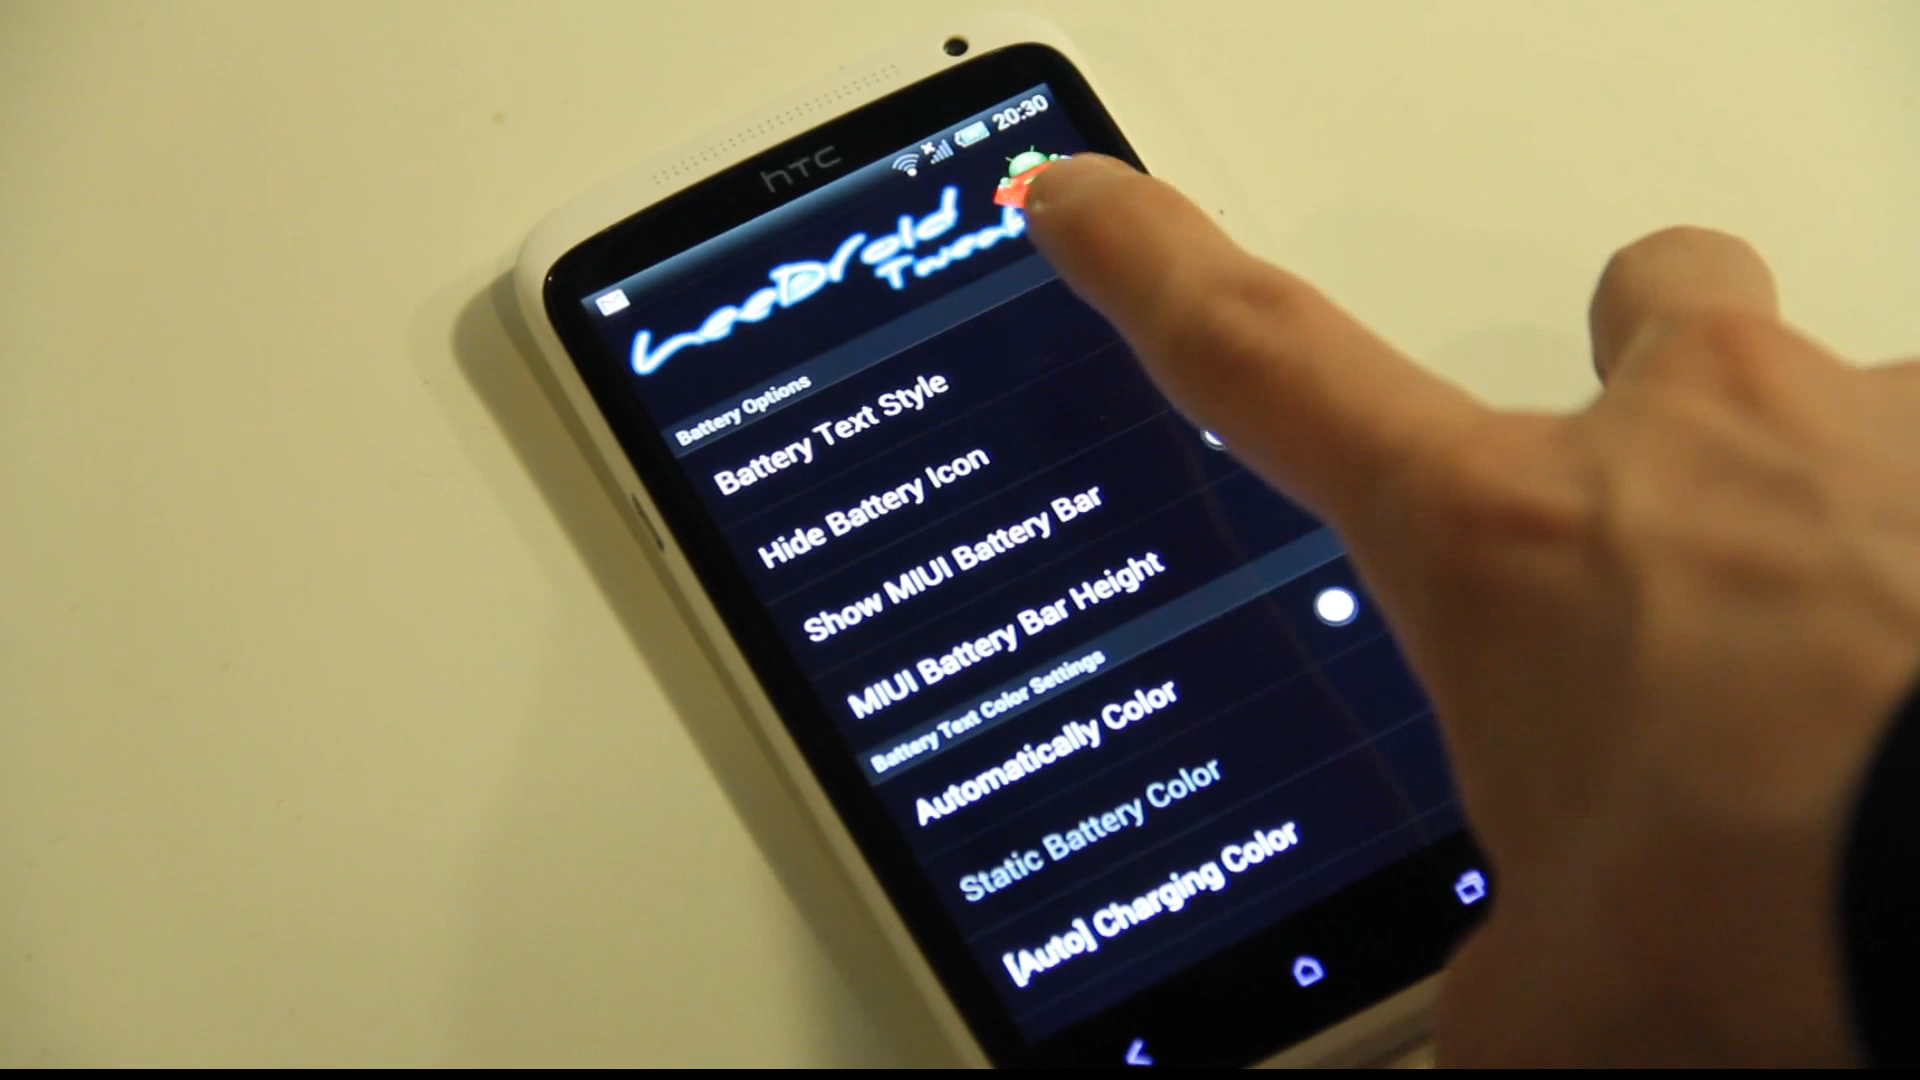 hTC
20:30
LeeDrOid
Battery Options
Battery Text Style
Hide Battery Icon
Show MIUI Battery Bar
MIUI Battery Bar Height
Battery Text Color Settings
Automatically Color
Static Battery Color
[Auto] Charging Color